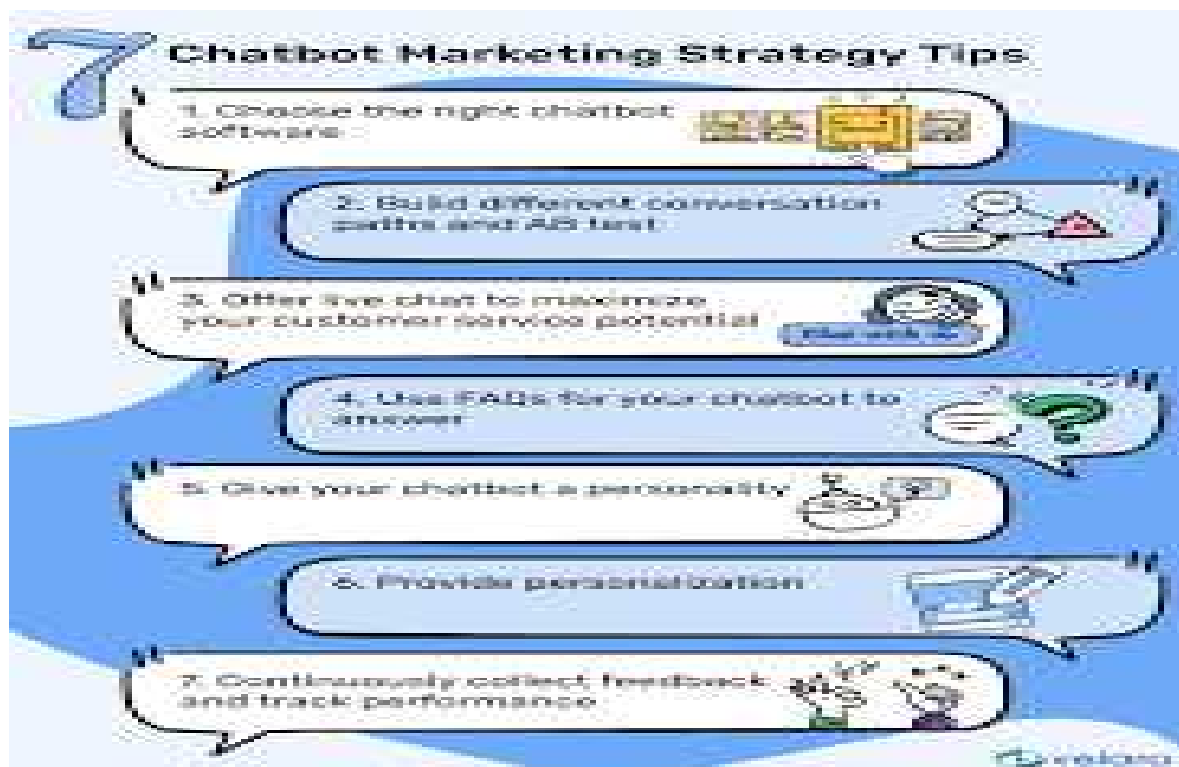 7 Chatbot Marketing Strategy Tips
1. Choose the right chatbot
software
2. Build different conversation
paths and AB test
3. Offer live chat to maximize
your customer service potential
4. Use FAQs for your chatbot to
answer
5. Give your chatbot a personality
6. Provide personalization
7. Continuously collect feedback
and track performance